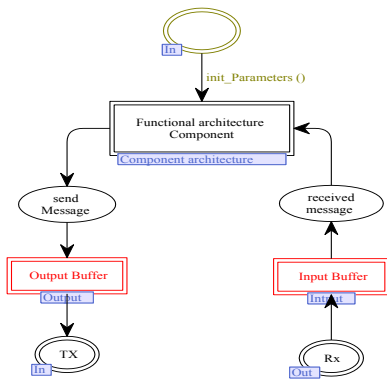 In
init_Parameters ()
Functional architecture
Component
Component architecture
send
Message
received
message
Output Buffer
Output
Input Buffer
Intput
TX
In
Rx
Out